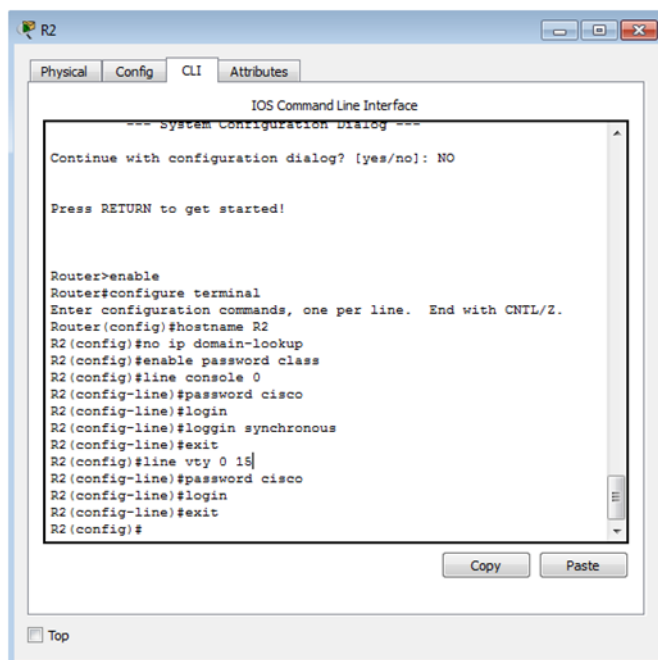 R2
Physical Config CLI Attributes
IOS Command Line Interface
--- System Configuration Dialog ---
Continue with configuration dialog? [yes/no]: NO
Press RETURN to get started!
Router>enable
Router#configure terminal
Enter configuration commands, one per line.  End with CNTL/Z.
Router(config)#hostname R2
R2(config)#no ip domain-lookup
R2(config)#enable password class
R2(config)#line console 0
R2(config-line)#password cisco
R2(config-line)#login
R2(config-line)#loggin synchronous
R2(config-line)#exit
R2(config)#line vty 0 15
R2(config-line)#password cisco
R2(config-line)#login
R2(config-line)#exit
R2(config)#
Copy Paste
Top